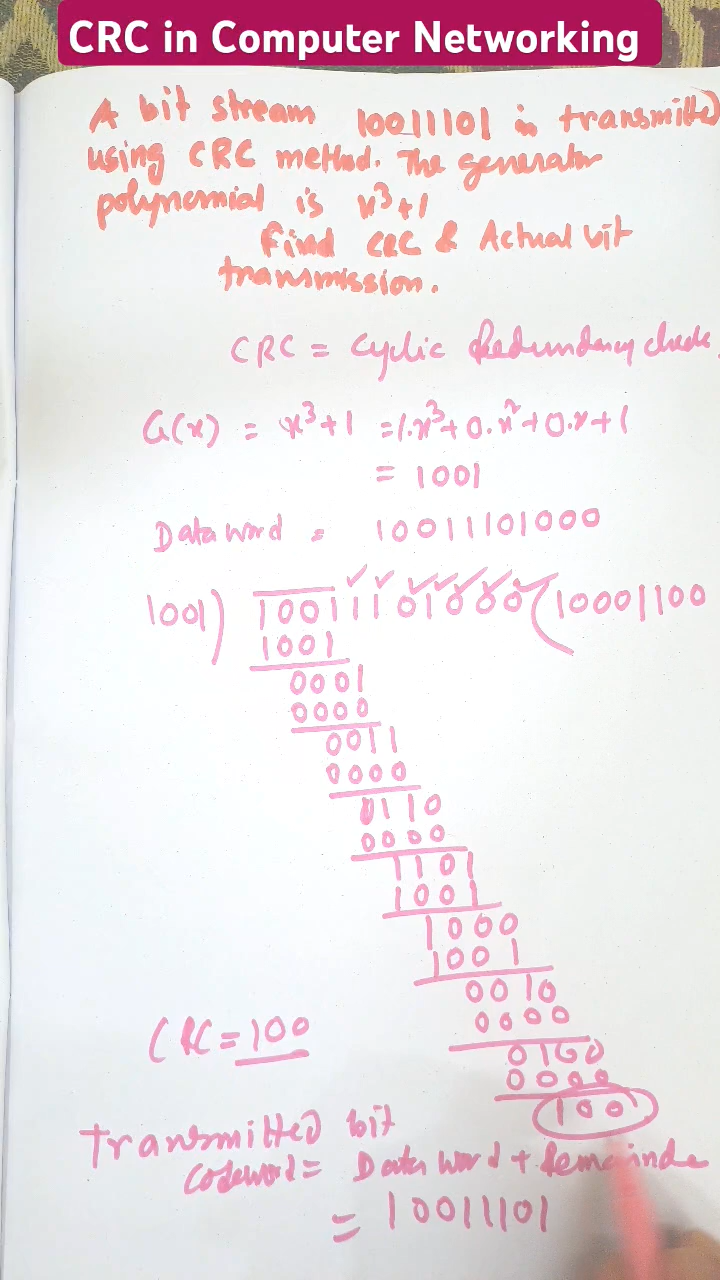 CRC in Computer Networking
A bit stream 10011101 is transmitted
using CRC method. The generator
polynomial is x³+1
Find CRC & Actual bit
transmission.
CRC = Cyclic Redundancy check.
G(x) = x³+1 = 1.x³+0.x²+0.x+1
= 1001
Data word = 10011101000
1001) 10011101000 (10001100
1001
0001
0000
0011
0000
0110
0000
1101
1001
1000
1001
0010
0000
0100
0000
100
CRC = 100
Transmitted bit
Codeword = Data word + Remainde
= 10011101